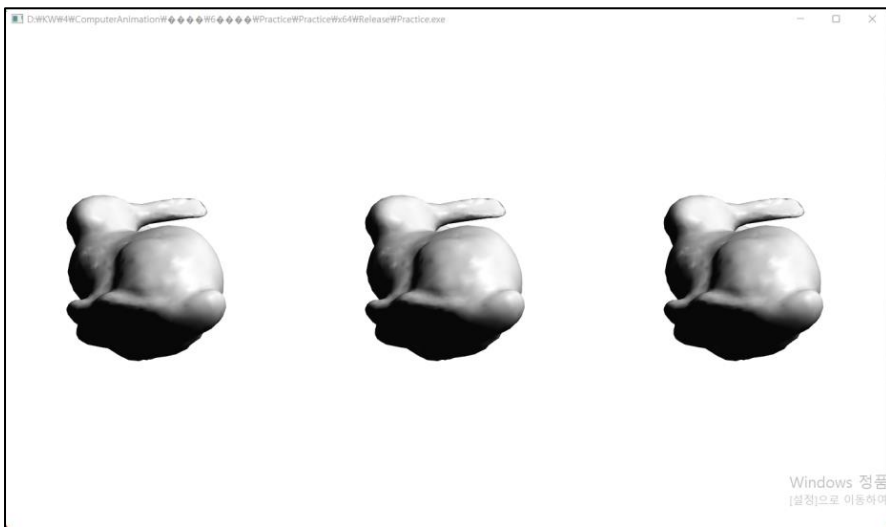 D:₩KW₩4₩ComputerAnimation₩����₩6����₩Practice₩Practice₩x64₩Release₩Practice.exe
Windows 정품
[설정]으로 이동하여